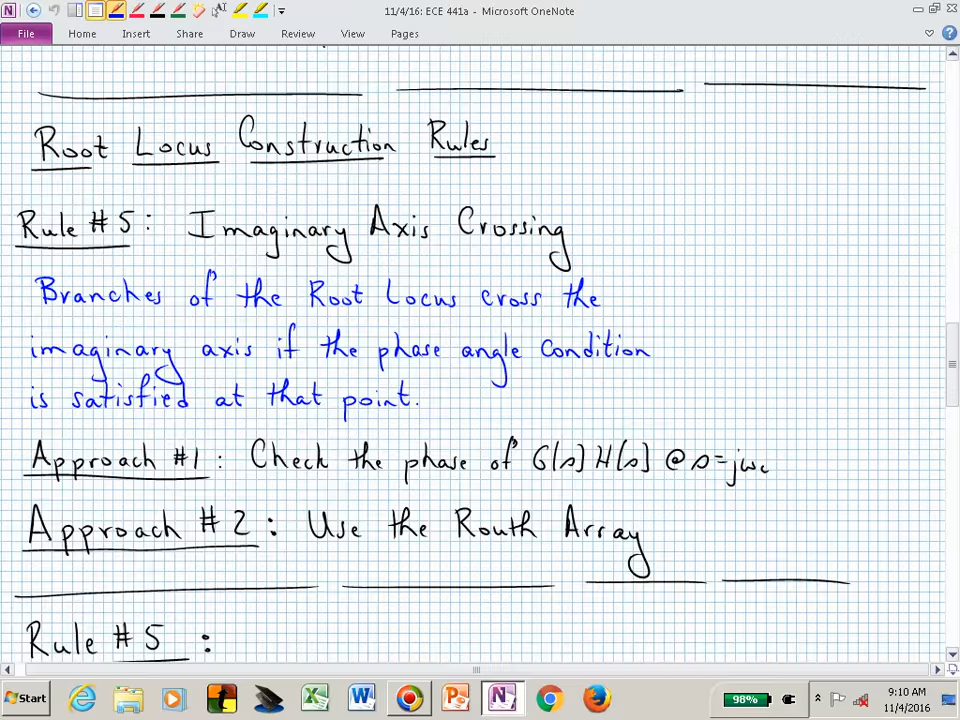 11/4/16: ECE 441a - Microsoft OneNote
File Home Insert Share Draw Review View Pages
Root Locus Construction Rules
Rule #5: Imaginary Axis Crossing
Branches of the Root Locus cross the
imaginary axis if the phase angle condition
is satisfied at that point.
Approach #1: Check the phase of G(s)H(s) @ s=jωc
Approach #2: Use the Routh Array
Rule #5:
Start
98%
9:10 AM
11/4/2016